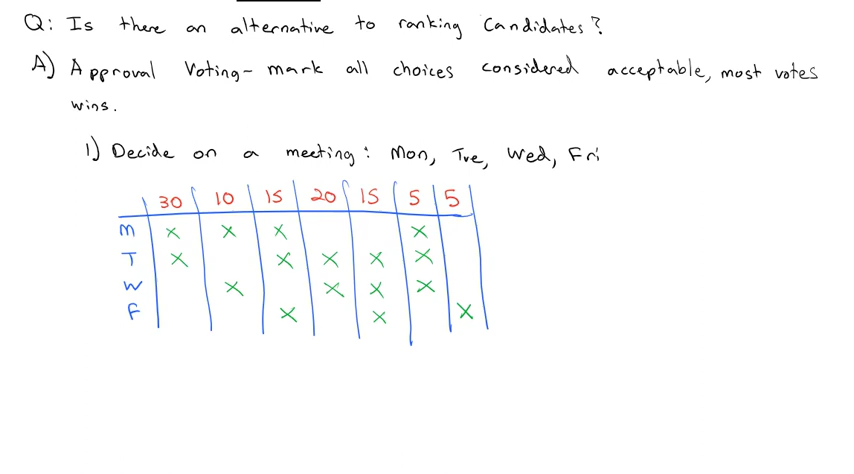 Q: Is there an alternative to ranking candidates?
A) Approval Voting - mark all choices considered acceptable, most votes
wins.
1) Decide on a meeting: Mon, Tue, Wed, Fri
30 10 15 20 15 5 5
M x x x x
T x x x x x
W x x x x
F x x x